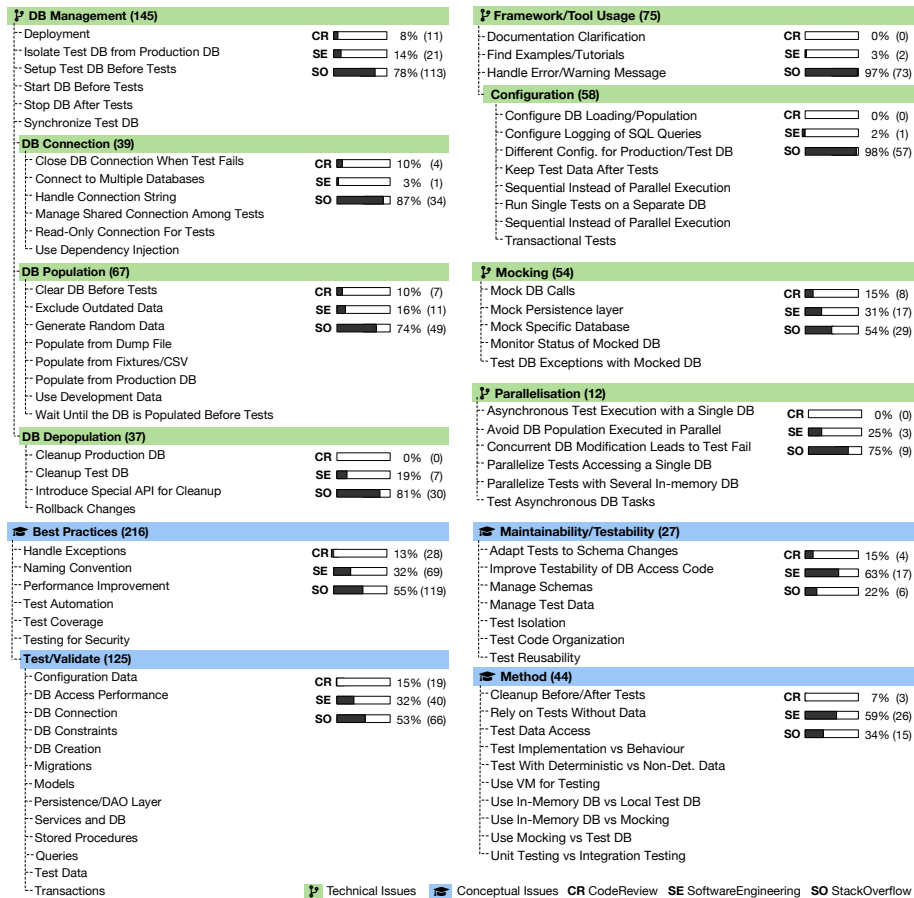 DB Management (145)
Deployment
Isolate Test DB from Production DB
Setup Test DB Before Tests
Start DB Before Tests
Stop DB After Tests
Synchronize Test DB
CR 8% (11)
SE 14% (21)
SO 78% (113)
DB Connection (39)
Close DB Connection When Test Fails
Connect to Multiple Databases
Handle Connection String
Manage Shared Connection Among Tests
Read-Only Connection For Tests
Use Dependency Injection
CR 10% (4)
SE 3% (1)
SO 87% (34)
DB Population (67)
Clear DB Before Tests
Exclude Outdated Data
Generate Random Data
Populate from Dump File
Populate from Fixtures/CSV
Populate from Production DB
Use Development Data
Wait Until the DB is Populated Before Tests
CR 10% (7)
SE 16% (11)
SO 74% (49)
DB Depopulation (37)
Cleanup Production DB
Cleanup Test DB
Introduce Special API for Cleanup
Rollback Changes
CR 0% (0)
SE 19% (7)
SO 81% (30)
Best Practices (216)
Handle Exceptions
Naming Convention
Performance Improvement
Test Automation
Test Coverage
Testing for Security
CR 13% (28)
SE 32% (69)
SO 55% (119)
Test/Validate (125)
Configuration Data
DB Access Performance
DB Connection
DB Constraints
DB Creation
Migrations
Models
Persistence/DAO Layer
Services and DB
Stored Procedures
Queries
Test Data
Transactions
CR 15% (19)
SE 32% (40)
SO 53% (66)
Framework/Tool Usage (75)
Documentation Clarification
Find Examples/Tutorials
Handle Error/Warning Message
CR 0% (0)
SE 3% (2)
SO 97% (73)
Configuration (58)
Configure DB Loading/Population
Configure Logging of SQL Queries
Different Config. for Production/Test DB
Keep Test Data After Tests
Sequential Instead of Parallel Execution
Run Single Tests on a Separate DB
Sequential Instead of Parallel Execution
Transactional Tests
CR 0% (0)
SE 2% (1)
SO 98% (57)
Mocking (54)
Mock DB Calls
Mock Persistence layer
Mock Specific Database
Monitor Status of Mocked DB
Test DB Exceptions with Mocked DB
CR 15% (8)
SE 31% (17)
SO 54% (29)
Parallelisation (12)
Asynchronous Test Execution with a Single DB
Avoid DB Population Executed in Parallel
Concurrent DB Modification Leads to Test Fail
Parallelize Tests Accessing a Single DB
Parallelize Tests with Several In-memory DB
Test Asynchronous DB Tasks
CR 0% (0)
SE 25% (3)
SO 75% (9)
Maintainability/Testability (27)
Adapt Tests to Schema Changes
Improve Testability of DB Access Code
Manage Schemas
Manage Test Data
Test Isolation
Test Code Organization
Test Reusability
CR 15% (4)
SE 63% (17)
SO 22% (6)
Method (44)
Cleanup Before/After Tests
Rely on Tests Without Data
Test Data Access
Test Implementation vs Behaviour
Test With Deterministic vs Non-Det. Data
Use VM for Testing
Use In-Memory DB vs Local Test DB
Use In-Memory DB vs Mocking
Use Mocking vs Test DB
Unit Testing vs Integration Testing
CR 7% (3)
SE 59% (26)
SO 34% (15)
Technical Issues Conceptual Issues CR CodeReview SE SoftwareEngineering SO StackOverflow